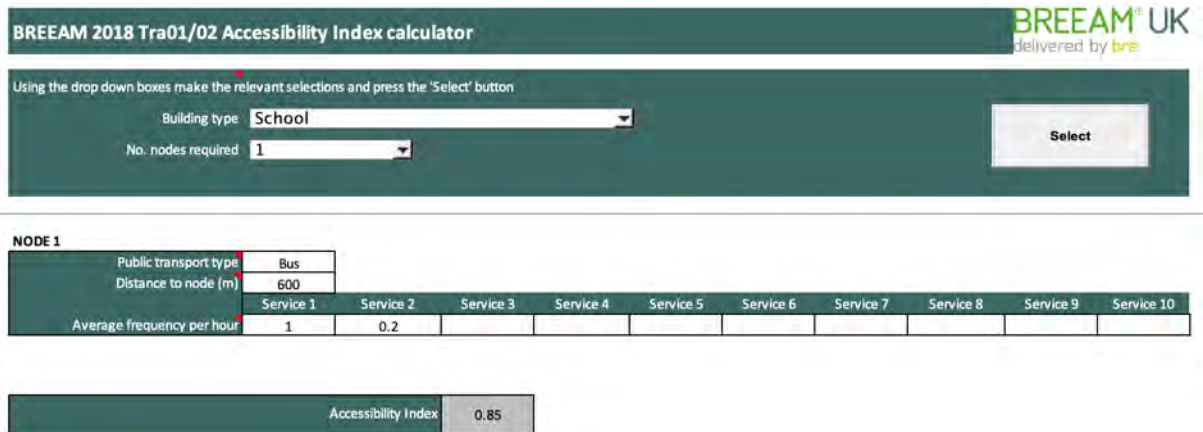 BREEAM 2018 Tra01/02 Accessibility Index calculator
BREEAM® UK
delivered by bre
Using the drop down boxes make the relevant selections and press the 'Select' button
Building type School
Select
No. nodes required 1
NODE 1
Public transport type Bus
Distance to node (m) 600
Service 1 Service 2 Service 3 Service 4 Service 5 Service 6 Service 7 Service 8 Service 9 Service 10
Average frequency per hour 1 0.2
Accessibility Index 0.85